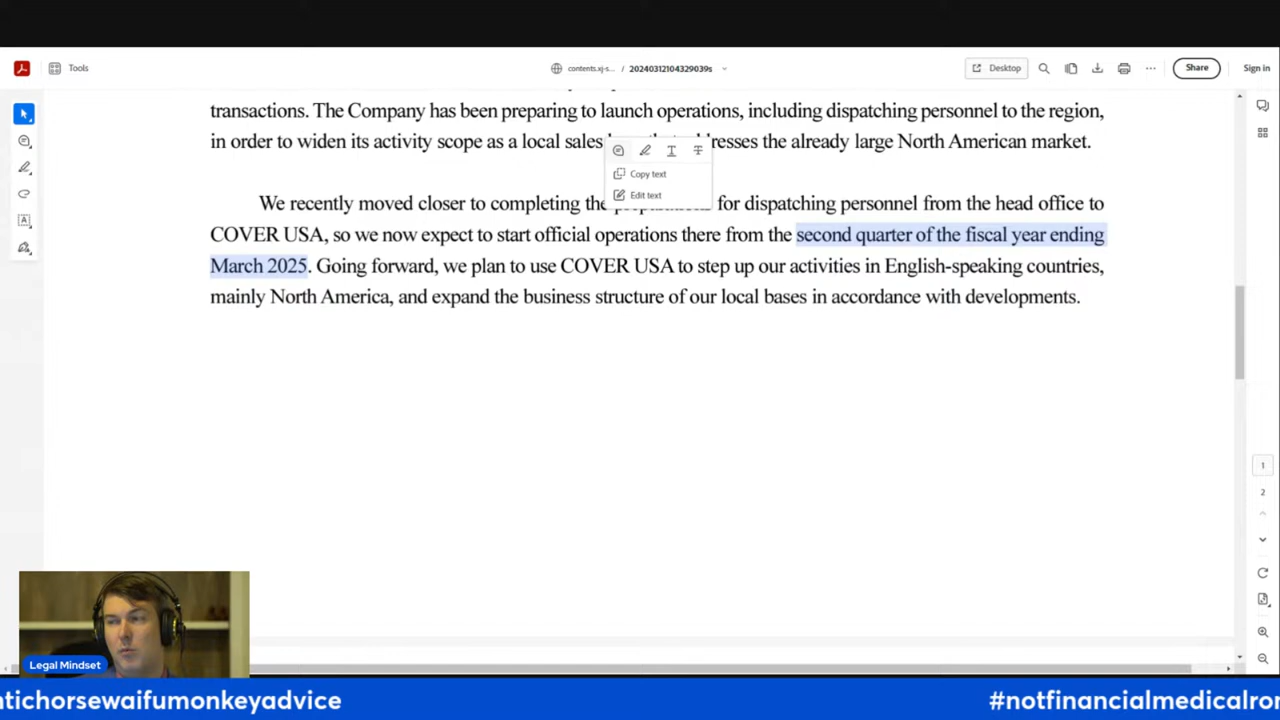 Tools
contents.xj-s... / 20240312104329039s
Desktop
Share
Sign in
transactions. The Company has been preparing to launch operations, including dispatching personnel to the region,
in order to widen its activity scope as a local sales addresses the already large North American market.
Copy text
Edit text
We recently moved closer to completing the preparations for dispatching personnel from the head office to
COVER USA, so we now expect to start official operations there from the second quarter of the fiscal year ending
March 2025. Going forward, we plan to use COVER USA to step up our activities in English-speaking countries,
mainly North America, and expand the business structure of our local bases in accordance with developments.
1
2
Legal Mindset
ntichorsewaifumonkeyadvice
#notfinancialmedicalron